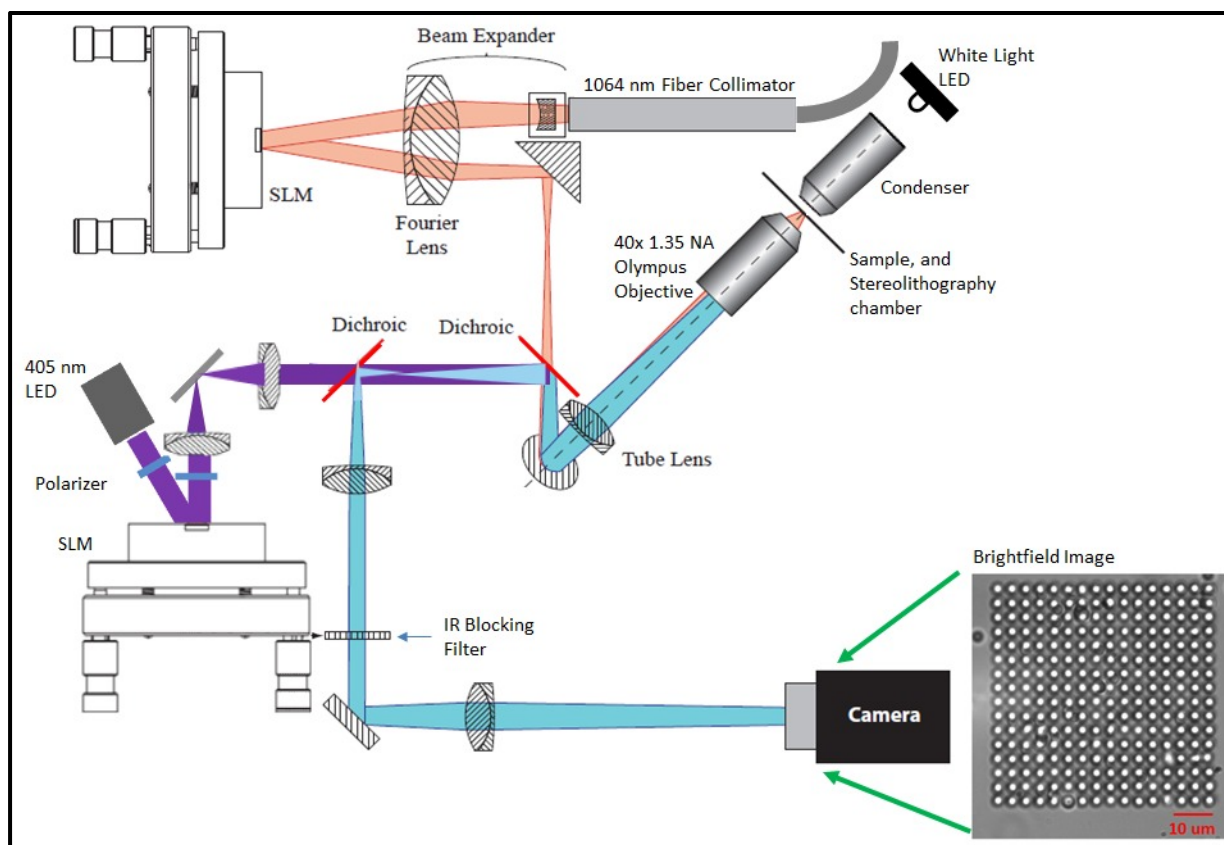 Beam Expander
1064 nm Fiber Collimator
White Light
LED
SLM
Fourier
Lens
Condenser
40x 1.35 NA
Olympus
Objective
Sample, and
Stereolithography
chamber
Dichroic
Dichroic
405 nm
LED
Polarizer
Tube Lens
SLM
IR Blocking
Filter
Brightfield Image
Camera
10 um